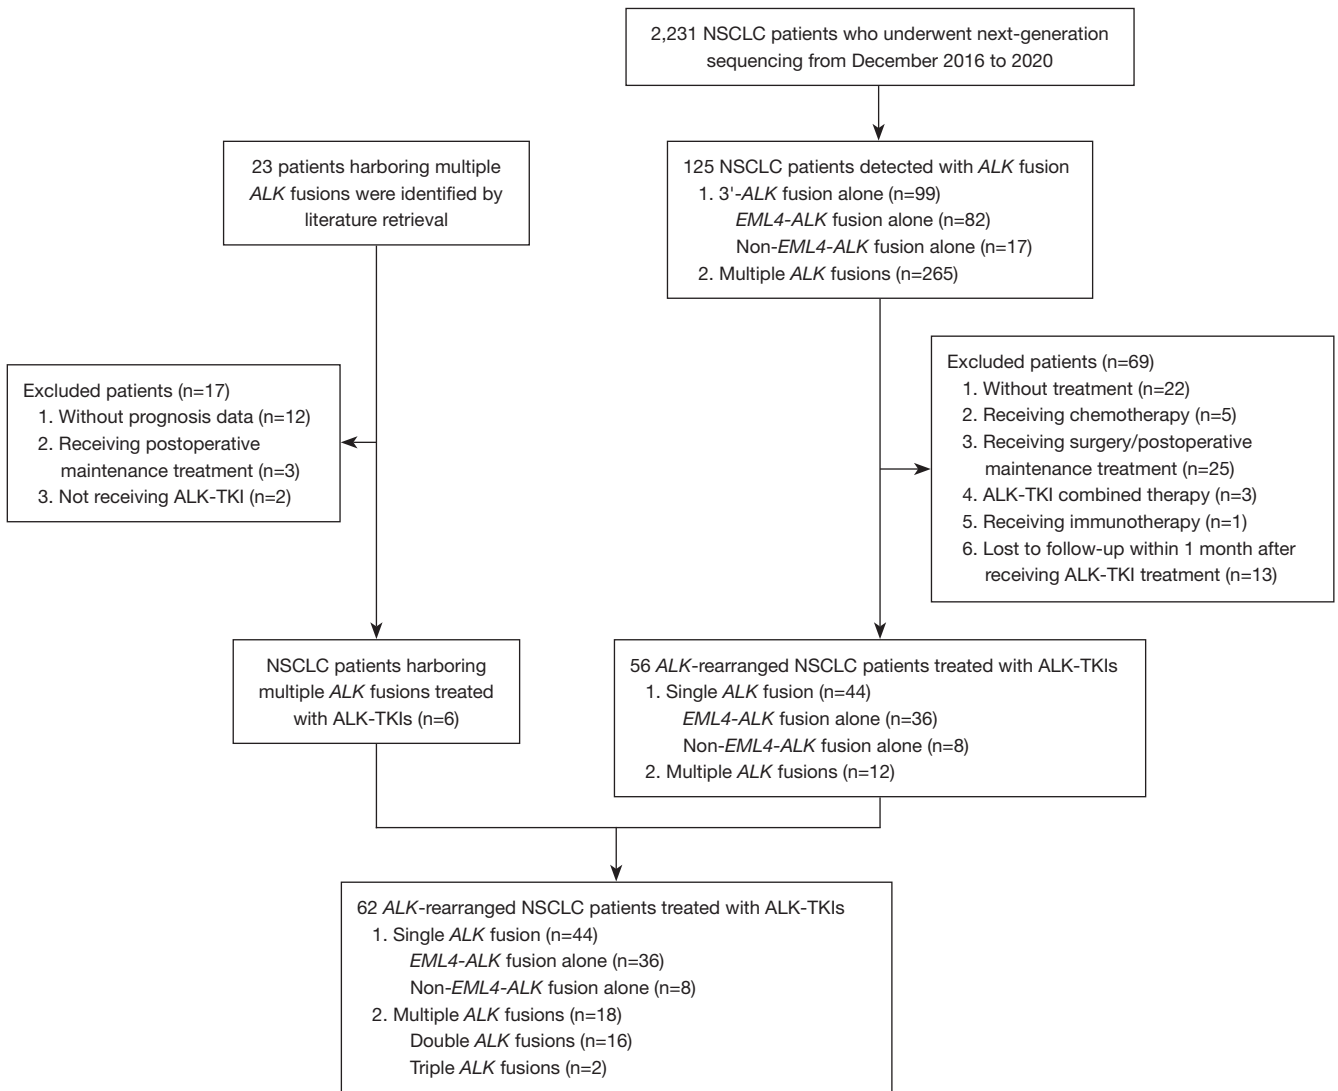 2,231 NSCLC patients who underwent next-generation
sequencing from December 2016 to 2020
23 patients harboring multiple
ALK fusions were identified by
literature retrieval
125 NSCLC patients detected with ALK fusion
1. 3'-ALK fusion alone (n=99)
EML4-ALK fusion alone (n=82)
Non-EML4-ALK fusion alone (n=17)
2. Multiple ALK fusions (n=265)
Excluded patients (n=17)
1. Without prognosis data (n=12)
2. Receiving postoperative
maintenance treatment (n=3)
3. Not receiving ALK-TKI (n=2)
Excluded patients (n=69)
1. Without treatment (n=22)
2. Receiving chemotherapy (n=5)
3. Receiving surgery/postoperative
maintenance treatment (n=25)
4. ALK-TKI combined therapy (n=3)
5. Receiving immunotherapy (n=1)
6. Lost to follow-up within 1 month after
receiving ALK-TKI treatment (n=13)
NSCLC patients harboring
multiple ALK fusions treated
with ALK-TKIs (n=6)
56 ALK-rearranged NSCLC patients treated with ALK-TKIs
1. Single ALK fusion (n=44)
EML4-ALK fusion alone (n=36)
Non-EML4-ALK fusion alone (n=8)
2. Multiple ALK fusions (n=12)
62 ALK-rearranged NSCLC patients treated with ALK-TKIs
1. Single ALK fusion (n=44)
EML4-ALK fusion alone (n=36)
Non-EML4-ALK fusion alone (n=8)
2. Multiple ALK fusions (n=18)
Double ALK fusions (n=16)
Triple ALK fusions (n=2)